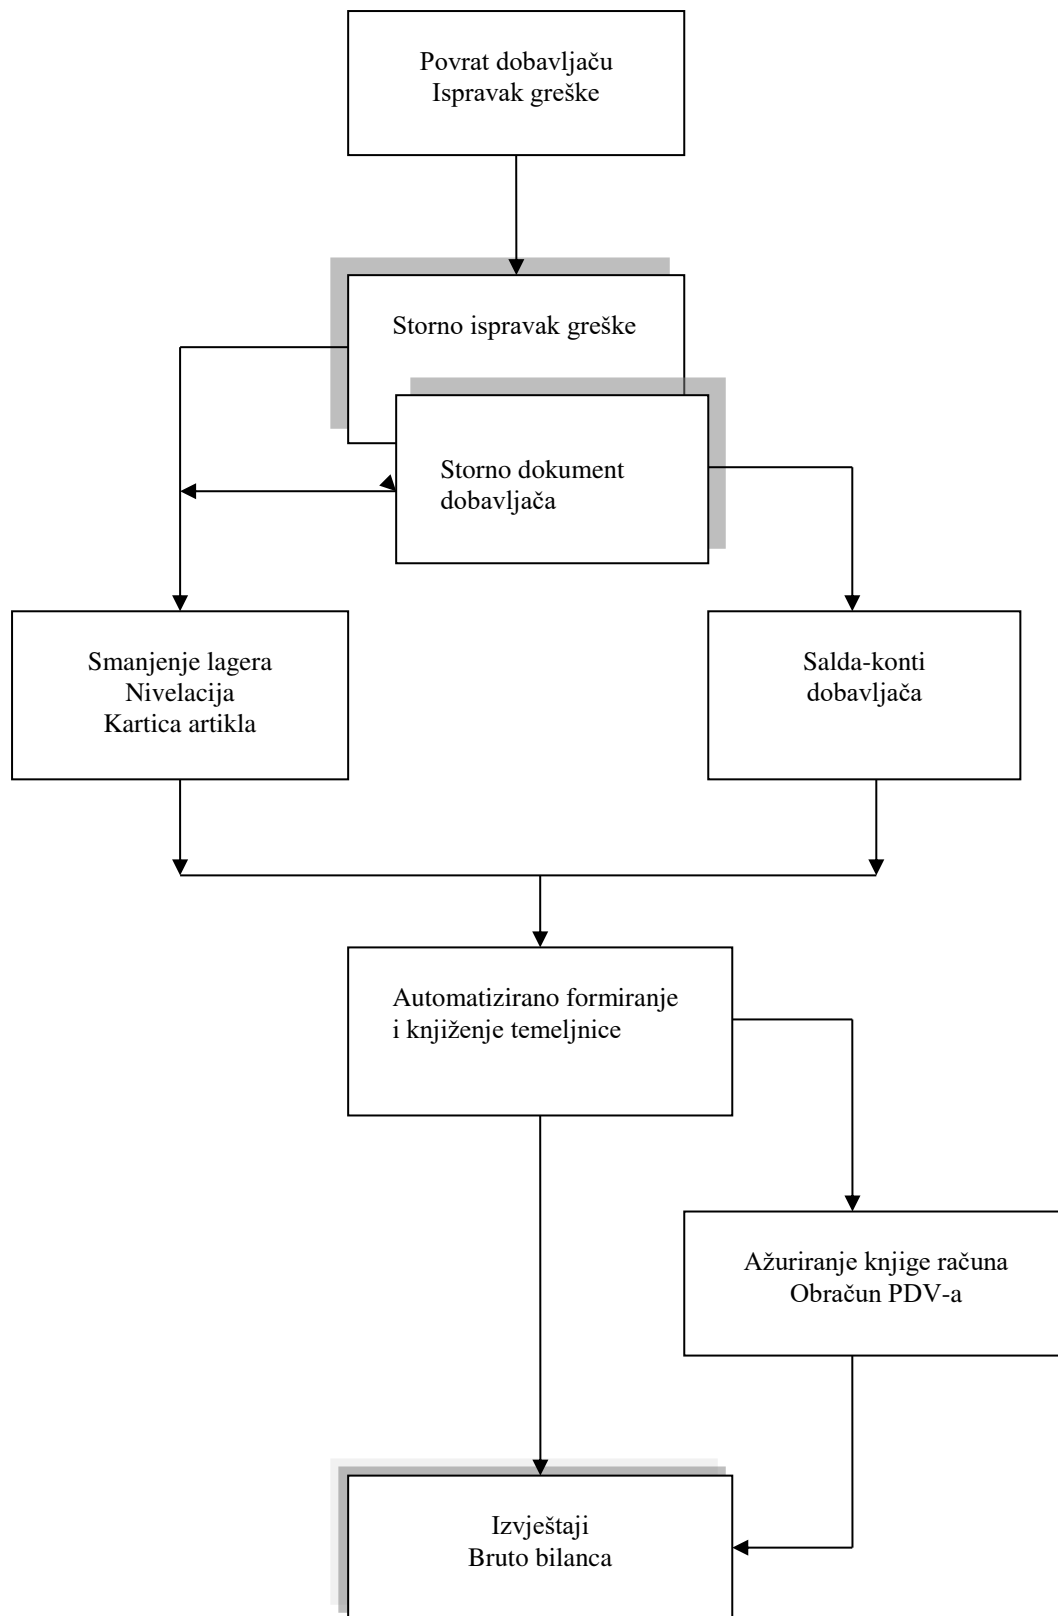 Povrat dobavljaču
Ispravak greške
Storno ispravak greške
Storno dokument
dobavljača
Smanjenje lagera
Nivelacija
Kartica artikla
Salda-konti
dobavljača
Automatizirano formiranje
i knjiženje temeljnice
Ažuriranje knjige računa
Obračun PDV-a
Izvještaji
Bruto bilanca